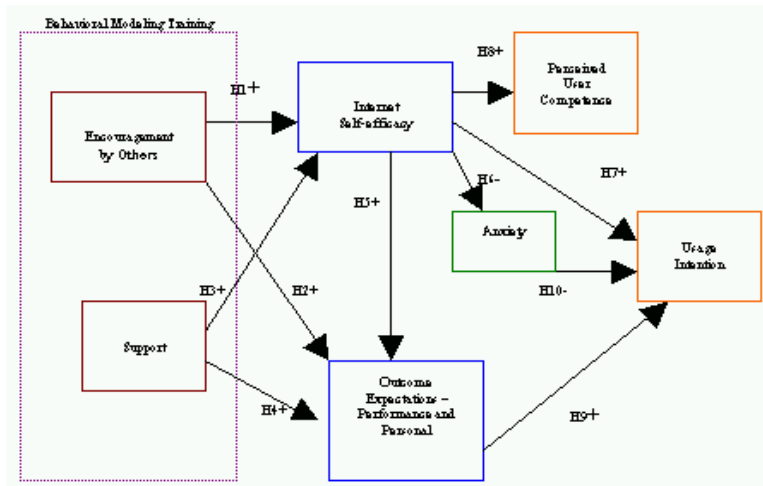 Behavioral Modeling Training
H8+
Perceived
User
Competence
H1+
Internet
Self-efficacy
Encouragement
by Others
H6-
H7+
H5+
Anxiety
Usage
Intention
H3+
H2+
H10-
Support
Outcome
Expectations –
Performance and
Personal
H4+
H9+